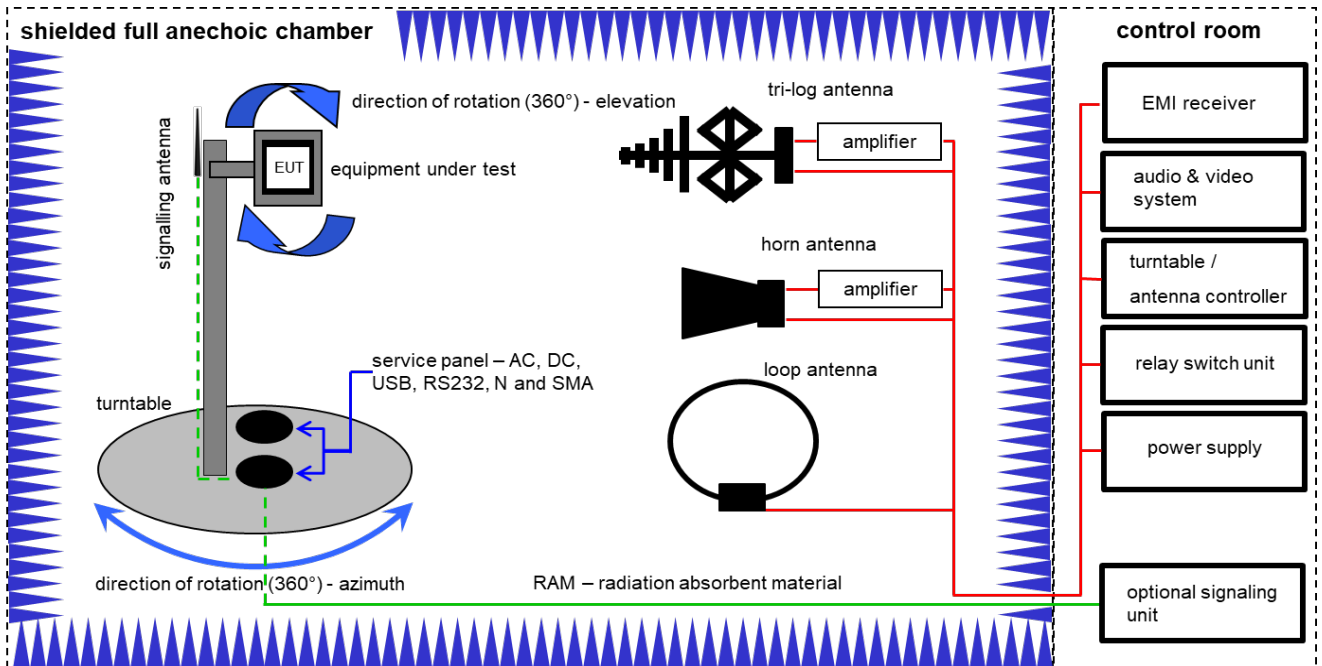 shielded full anechoic chamber
control room
direction of rotation (360°) - elevation
signalling antenna
EUT
equipment under test
tri-log antenna
amplifier
horn antenna
amplifier
loop antenna
service panel – AC, DC,
USB, RS232, N and SMA
turntable
direction of rotation (360°) - azimuth
RAM – radiation absorbent material
EMI receiver
audio & video
system
turntable /
antenna controller
relay switch unit
power supply
optional signaling
unit